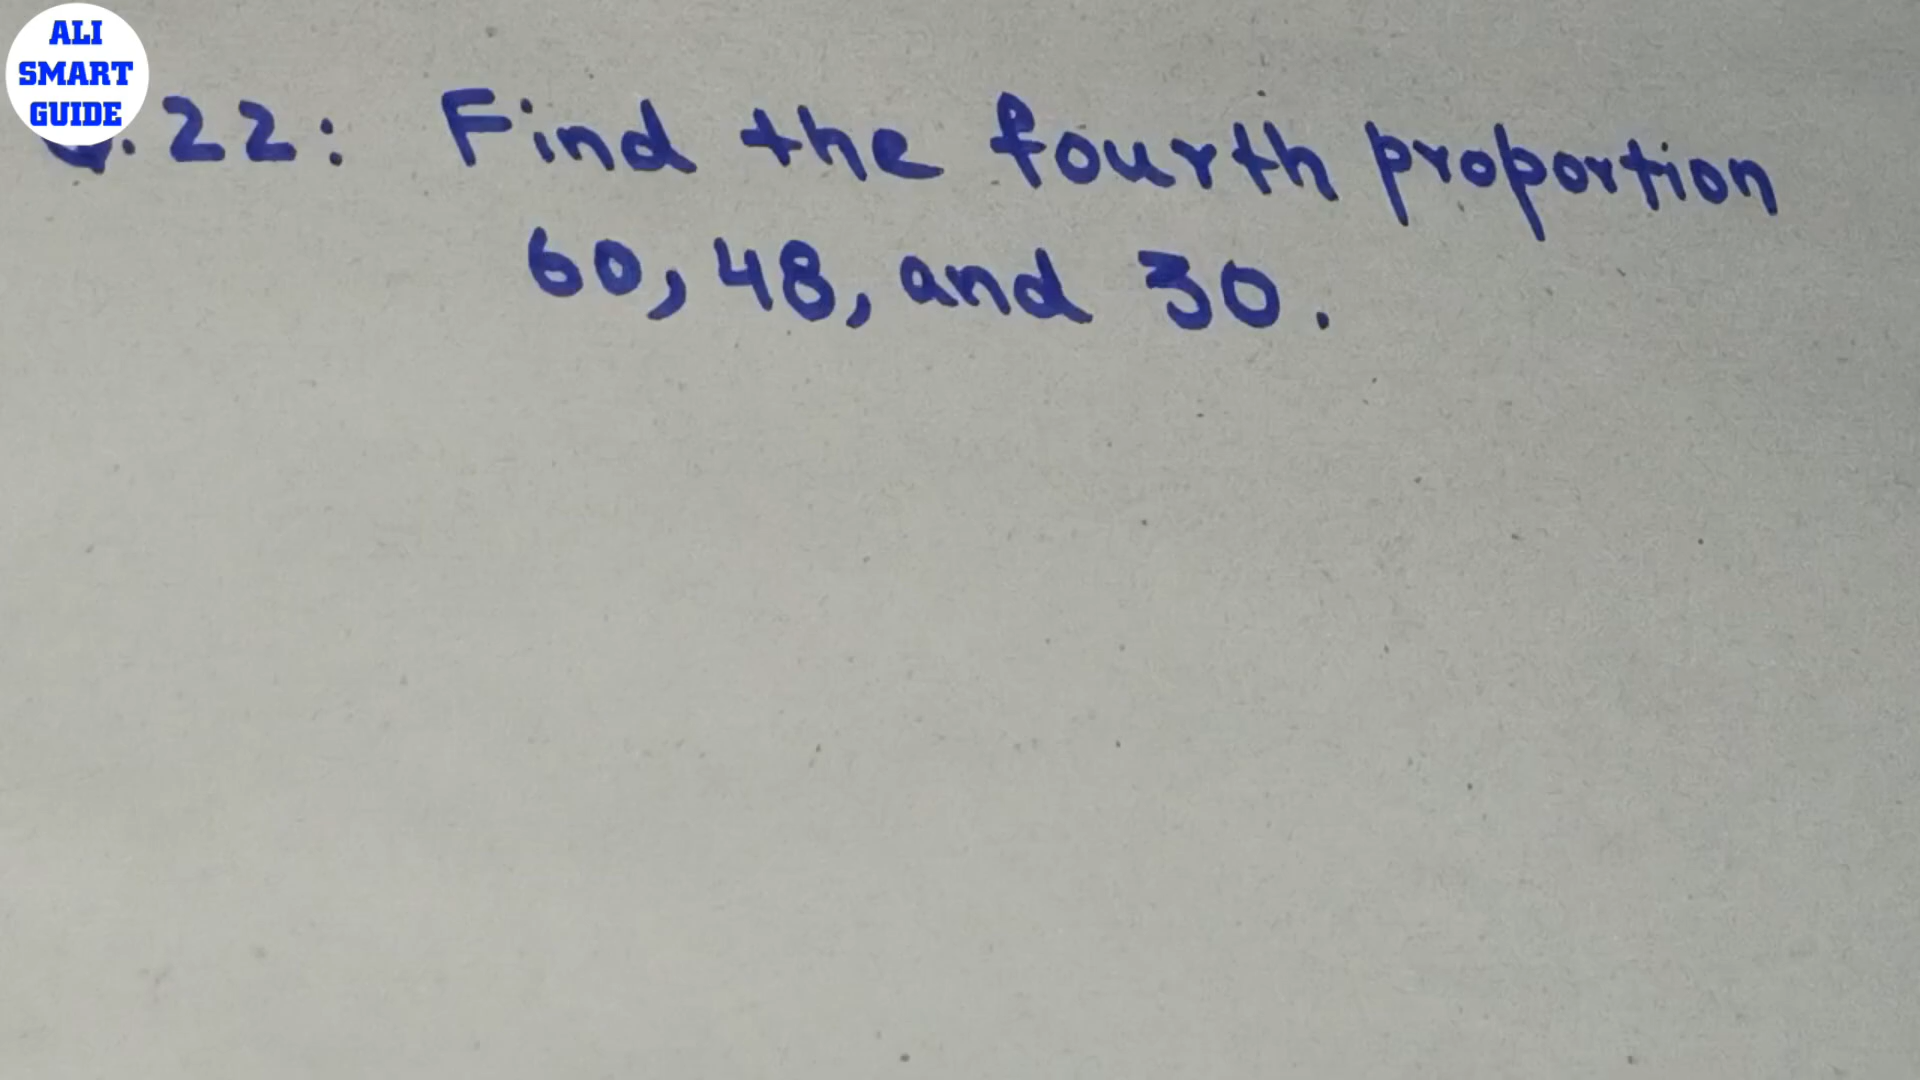 ALI
SMART
GUIDE
Q.22: Find the fourth proportion
60, 48, and 30.